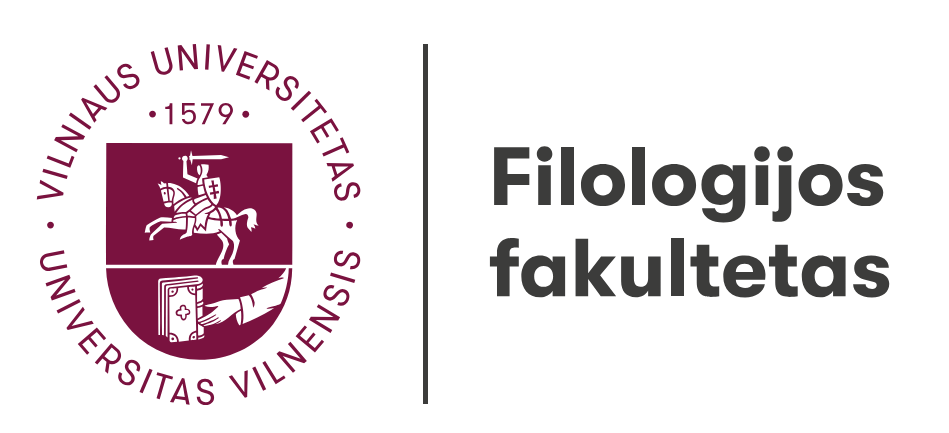 VILNIAUS UNIVERSITETAS
· 1579 ·
UNIVERSITAS VILNENSIS
Filologijos
fakultetas